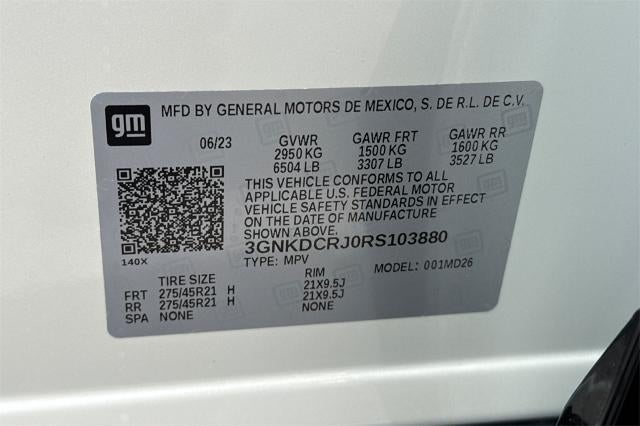 gm
MFD BY GENERAL MOTORS DE MEXICO, S. DE R.L. DE C.V.
06/23 GVWR GAWR FRT GAWR RR
2950 KG 1500 KG 1600 KG
6504 LB 3307 LB 3527 LB
THIS VEHICLE CONFORMS TO ALL
APPLICABLE U.S. FEDERAL MOTOR
VEHICLE SAFETY STANDARDS IN EFFECT
ON THE DATE OF MANUFACTURE
SHOWN ABOVE.
3GNKDCRJ0RS103880
140X TYPE: MPV MODEL: 001MD26
TIRE SIZE RIM
FRT 275/45R21 H 21X9.5J
RR 275/45R21 H 21X9.5J
SPA NONE NONE